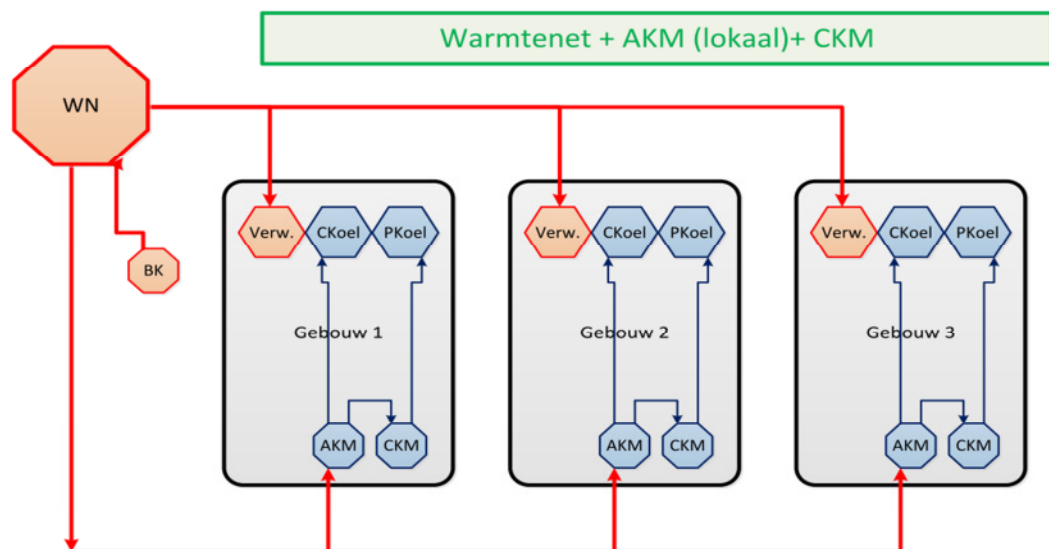 Warmtenet + AKM (lokaal)+ CKM
WN
BK
Verw. CKoel PKoel
Gebouw 1
AKM CKM
Verw. CKoel PKoel
Gebouw 2
AKM CKM
Verw. CKoel PKoel
Gebouw 3
AKM CKM